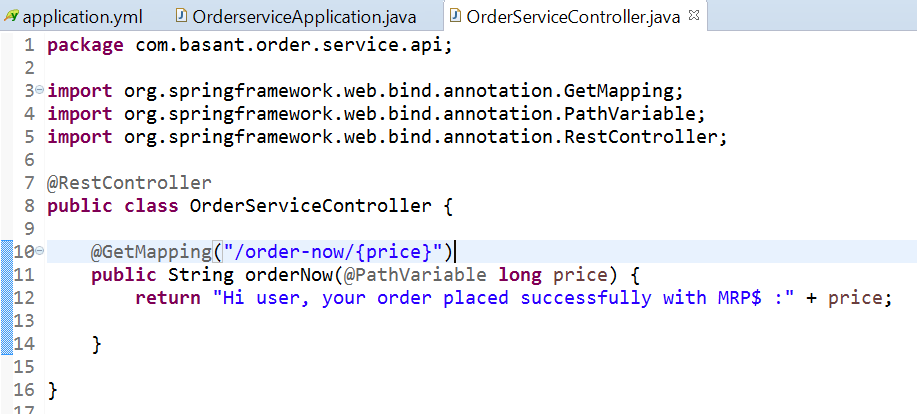 application.yml OrderserviceApplication.java OrderServiceController.java
1 package com.basant.order.service.api;
2
3 import org.springframework.web.bind.annotation.GetMapping;
4 import org.springframework.web.bind.annotation.PathVariable;
5 import org.springframework.web.bind.annotation.RestController;
6
7 @RestController
8 public class OrderServiceController {
9
10 @GetMapping("/order-now/{price}")
11 public String orderNow(@PathVariable long price) {
12 return "Hi user, your order placed successfully with MRP$ :" + price;
13
14 }
15
16 }
17